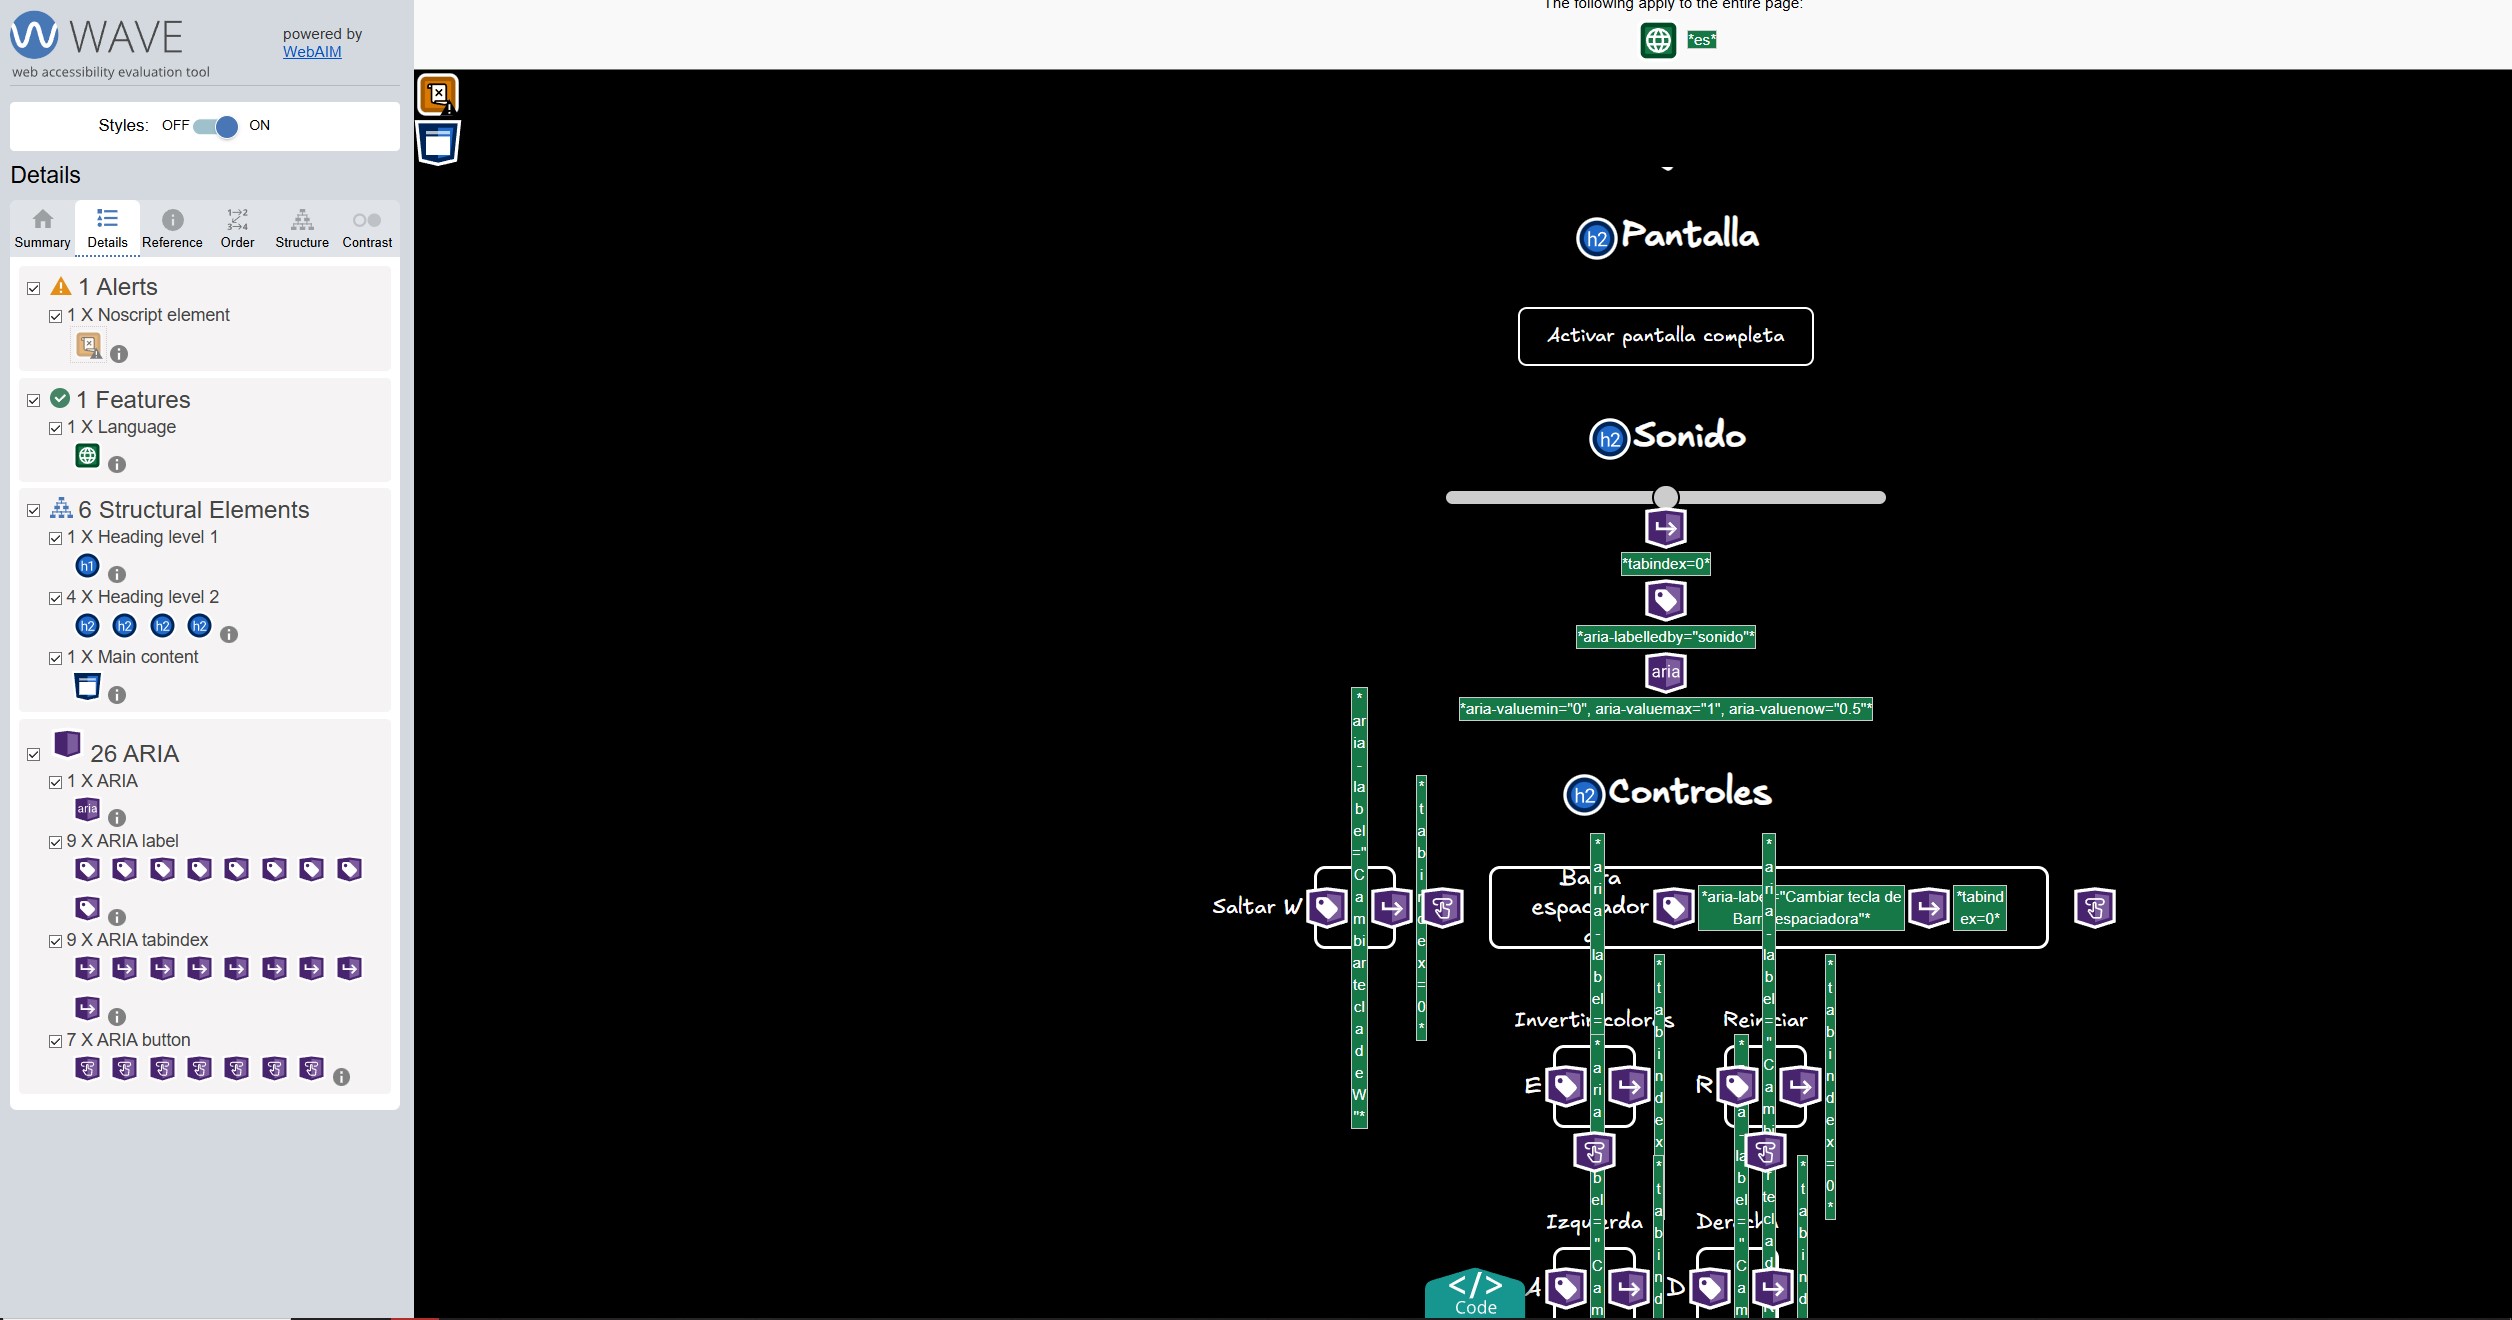 WAVE
powered by
WebAIM
web accessibility evaluation tool
Styles: OFF ON
Details
Summary Details Reference Order Structure Contrast
1 Alerts
1 X Noscript element
1 Features
1 X Language
6 Structural Elements
1 X Heading level 1
h1
4 X Heading level 2
h2 h2 h2 h2
1 X Main content
26 ARIA
1 X ARIA
aria
9 X ARIA label
9 X ARIA tabindex
7 X ARIA button
The following apply to the entire page:
*es*
h2 Pantalla
Activar pantalla completa
h2 Sonido
*tabindex=0*
*aria-labelledby="sonido"*
aria
*aria-valuemin="0", aria-valuemax="1", aria-valuenow="0.5"*
h2 Controles
Saltar W
*aria-label="Cambiar tecla de W"*
*tabindex=0*
espaciador
*aria-label="Cambiar tecla de
Barra espaciadora"*
*tabind
ex=0*
Invertir colores
Reiniciar
E
R
*tabindex=0*
Izquierda
Derecha
A
D
</> Code